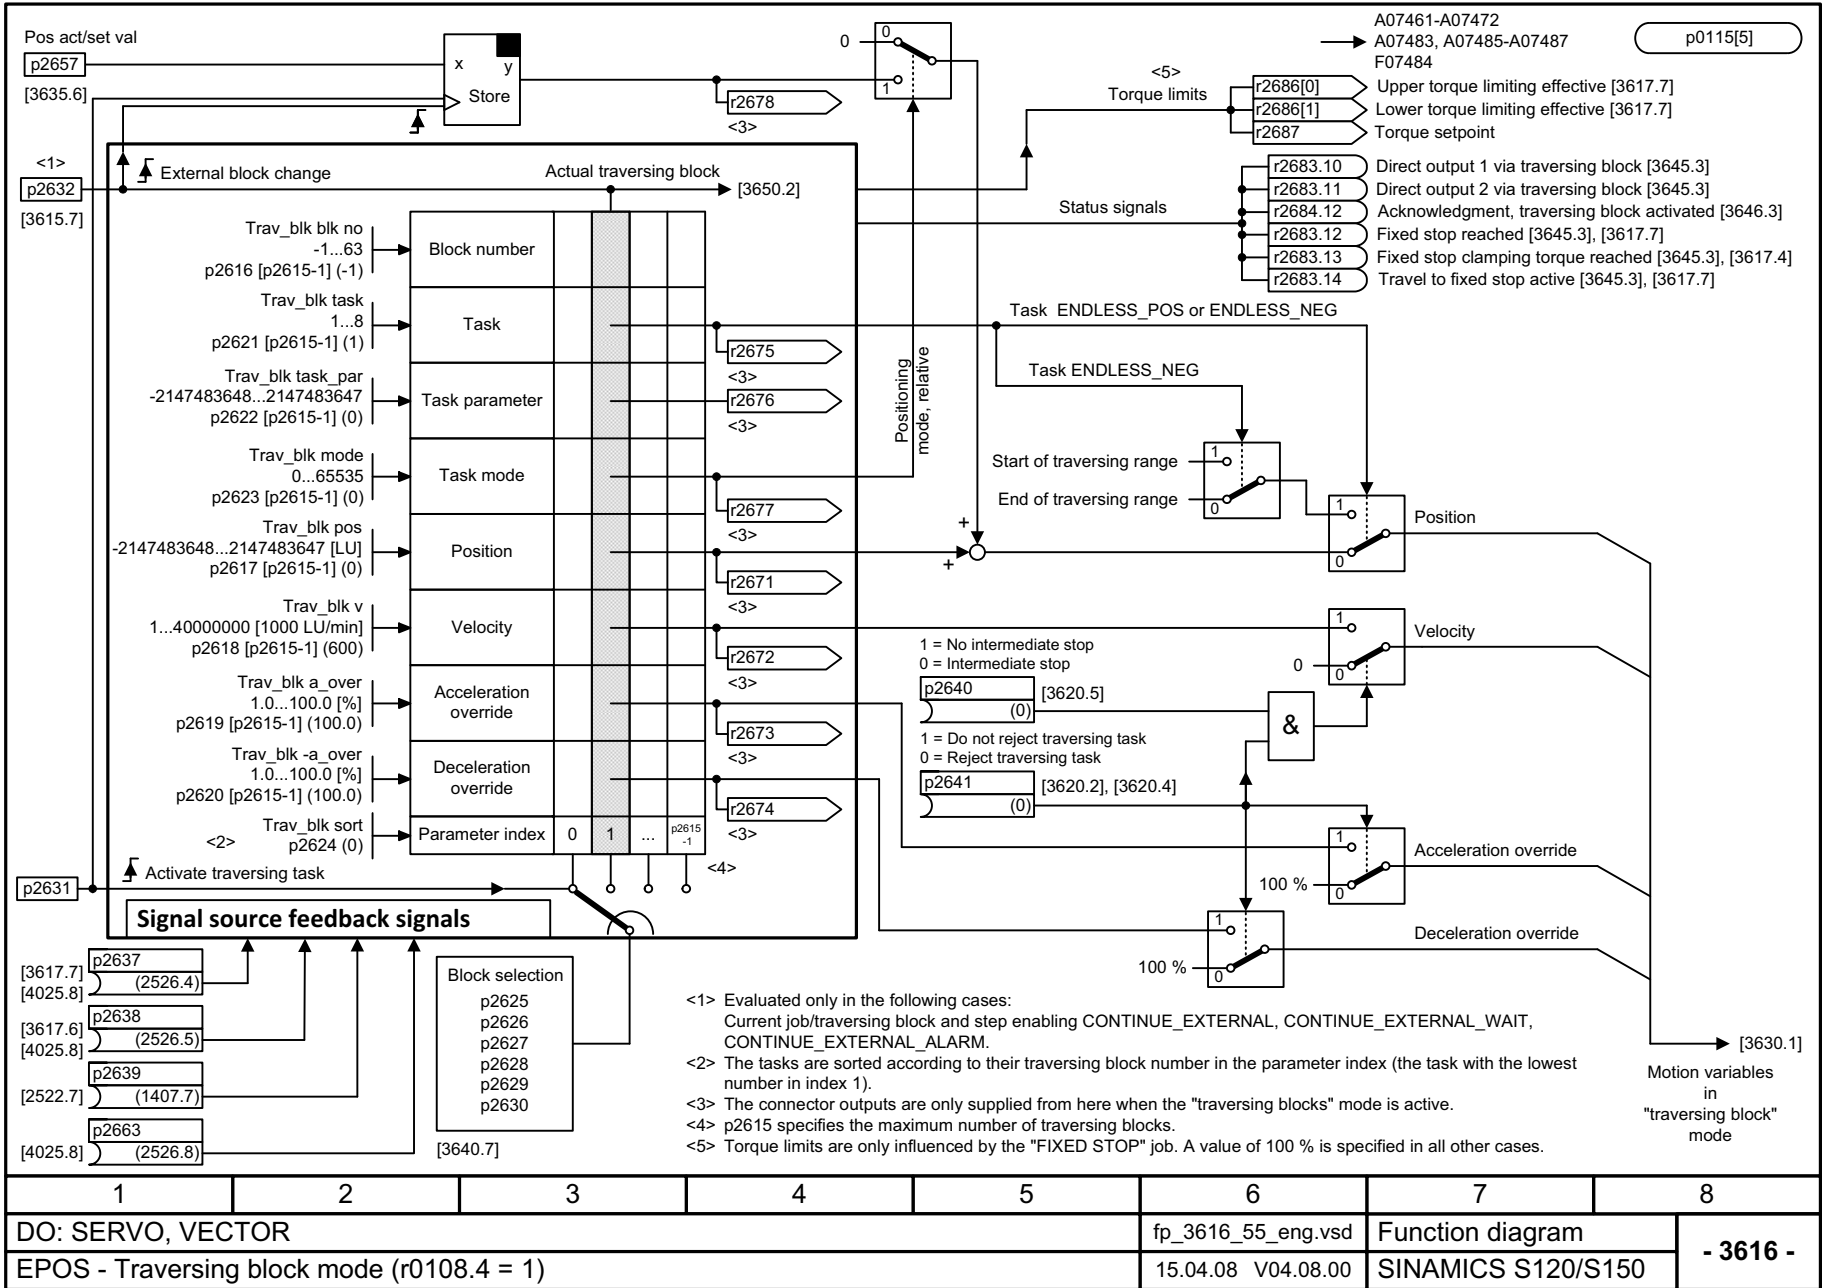 Pos act/set val
p2657
[3635.6]
x
y
Store
r2678
<3>
0
0
1
A07461-A07472
A07483, A07485-A07487
F07484
p0115[5]
<5>
Torque limits
r2686[0]
Upper torque limiting effective [3617.7]
r2686[1]
Lower torque limiting effective [3617.7]
r2687
Torque setpoint
<1>
p2632
[3615.7]
External block change
Actual traversing block
[3650.2]
Status signals
r2683.10
Direct output 1 via traversing block [3645.3]
r2683.11
Direct output 2 via traversing block [3645.3]
r2684.12
Acknowledgment, traversing block activated [3646.3]
r2683.12
Fixed stop reached [3645.3], [3617.7]
r2683.13
Fixed stop clamping torque reached [3645.3], [3617.4]
r2683.14
Travel to fixed stop active [3645.3], [3617.7]
Trav_blk blk no
-1...63
p2616 [p2615-1] (-1)
Block number
Trav_blk task
1...8
p2621 [p2615-1] (1)
Task
r2675
<3>
Task ENDLESS_POS or ENDLESS_NEG
Task ENDLESS_NEG
Trav_blk task_par
-2147483648...2147483647
p2622 [p2615-1] (0)
Task parameter
r2676
<3>
Positioning
mode, relative
Trav_blk mode
0...65535
p2623 [p2615-1] (0)
Task mode
r2677
<3>
Start of traversing range
End of traversing range
1
0
Trav_blk pos
-2147483648...2147483647 [LU]
p2617 [p2615-1] (0)
Position
r2671
<3>
+
+
1
0
Position
Trav_blk v
1...40000000 [1000 LU/min]
p2618 [p2615-1] (600)
Velocity
r2672
<3>
1
0
0
Velocity
1 = No intermediate stop
0 = Intermediate stop
p2640
(0)
[3620.5]
&
Trav_blk a_over
1.0...100.0 [%]
p2619 [p2615-1] (100.0)
Acceleration
override
r2673
<3>
1 = Do not reject traversing task
0 = Reject traversing task
p2641
(0)
[3620.2], [3620.4]
Trav_blk -a_over
1.0...100.0 [%]
p2620 [p2615-1] (100.0)
Deceleration
override
r2674
<3>
Trav_blk sort
<2>
p2624 (0)
Parameter index
0
1
...
p2615
-1
<4>
1
100 %
0
Acceleration override
p2631
Activate traversing task
Signal source feedback signals
1
100 %
0
Deceleration override
p2637
(2526.4)
[3617.7]
[4025.8]
p2638
(2526.5)
[3617.6]
[4025.8]
p2639
(1407.7)
[2522.7]
p2663
(2526.8)
[4025.8]
Block selection
p2625
p2626
p2627
p2628
p2629
p2630
[3640.7]
<1> Evaluated only in the following cases:
Current job/traversing block and step enabling CONTINUE_EXTERNAL, CONTINUE_EXTERNAL_WAIT,
CONTINUE_EXTERNAL_ALARM.
<2> The tasks are sorted according to their traversing block number in the parameter index (the task with the lowest
number in index 1).
<3> The connector outputs are only supplied from here when the "traversing blocks" mode is active.
<4> p2615 specifies the maximum number of traversing blocks.
<5> Torque limits are only influenced by the "FIXED STOP" job. A value of 100 % is specified in all other cases.
[3630.1]
Motion variables
in
"traversing block"
mode
1 2 3 4 5 6 7 8
DO: SERVO, VECTOR
fp_3616_55_eng.vsd
Function diagram
- 3616 -
EPOS - Traversing block mode (r0108.4 = 1)
15.04.08 V04.08.00
SINAMICS S120/S150